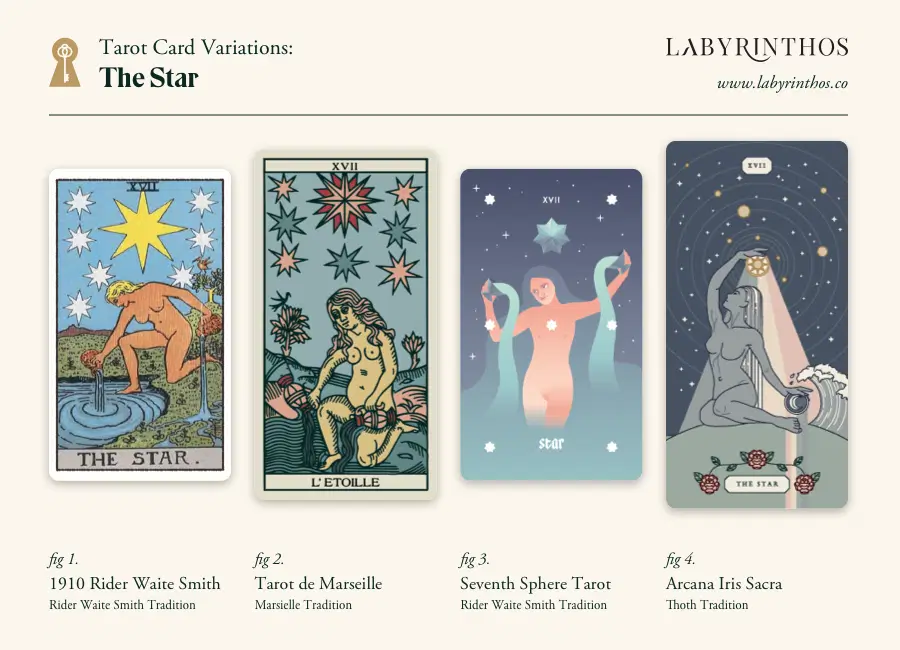 Tarot Card Variations:
The Star
LABYRINTHOS
www.labyrinthos.co
XVII
THE STAR.
XVII
L'ETOILLE
XVII
star
XVII
THE STAR
fig 1.
1910 Rider Waite Smith
Rider Waite Smith Tradition
fig 2.
Tarot de Marseille
Marsielle Tradition
fig 3.
Seventh Sphere Tarot
Rider Waite Smith Tradition
fig 4.
Arcana Iris Sacra
Thoth Tradition